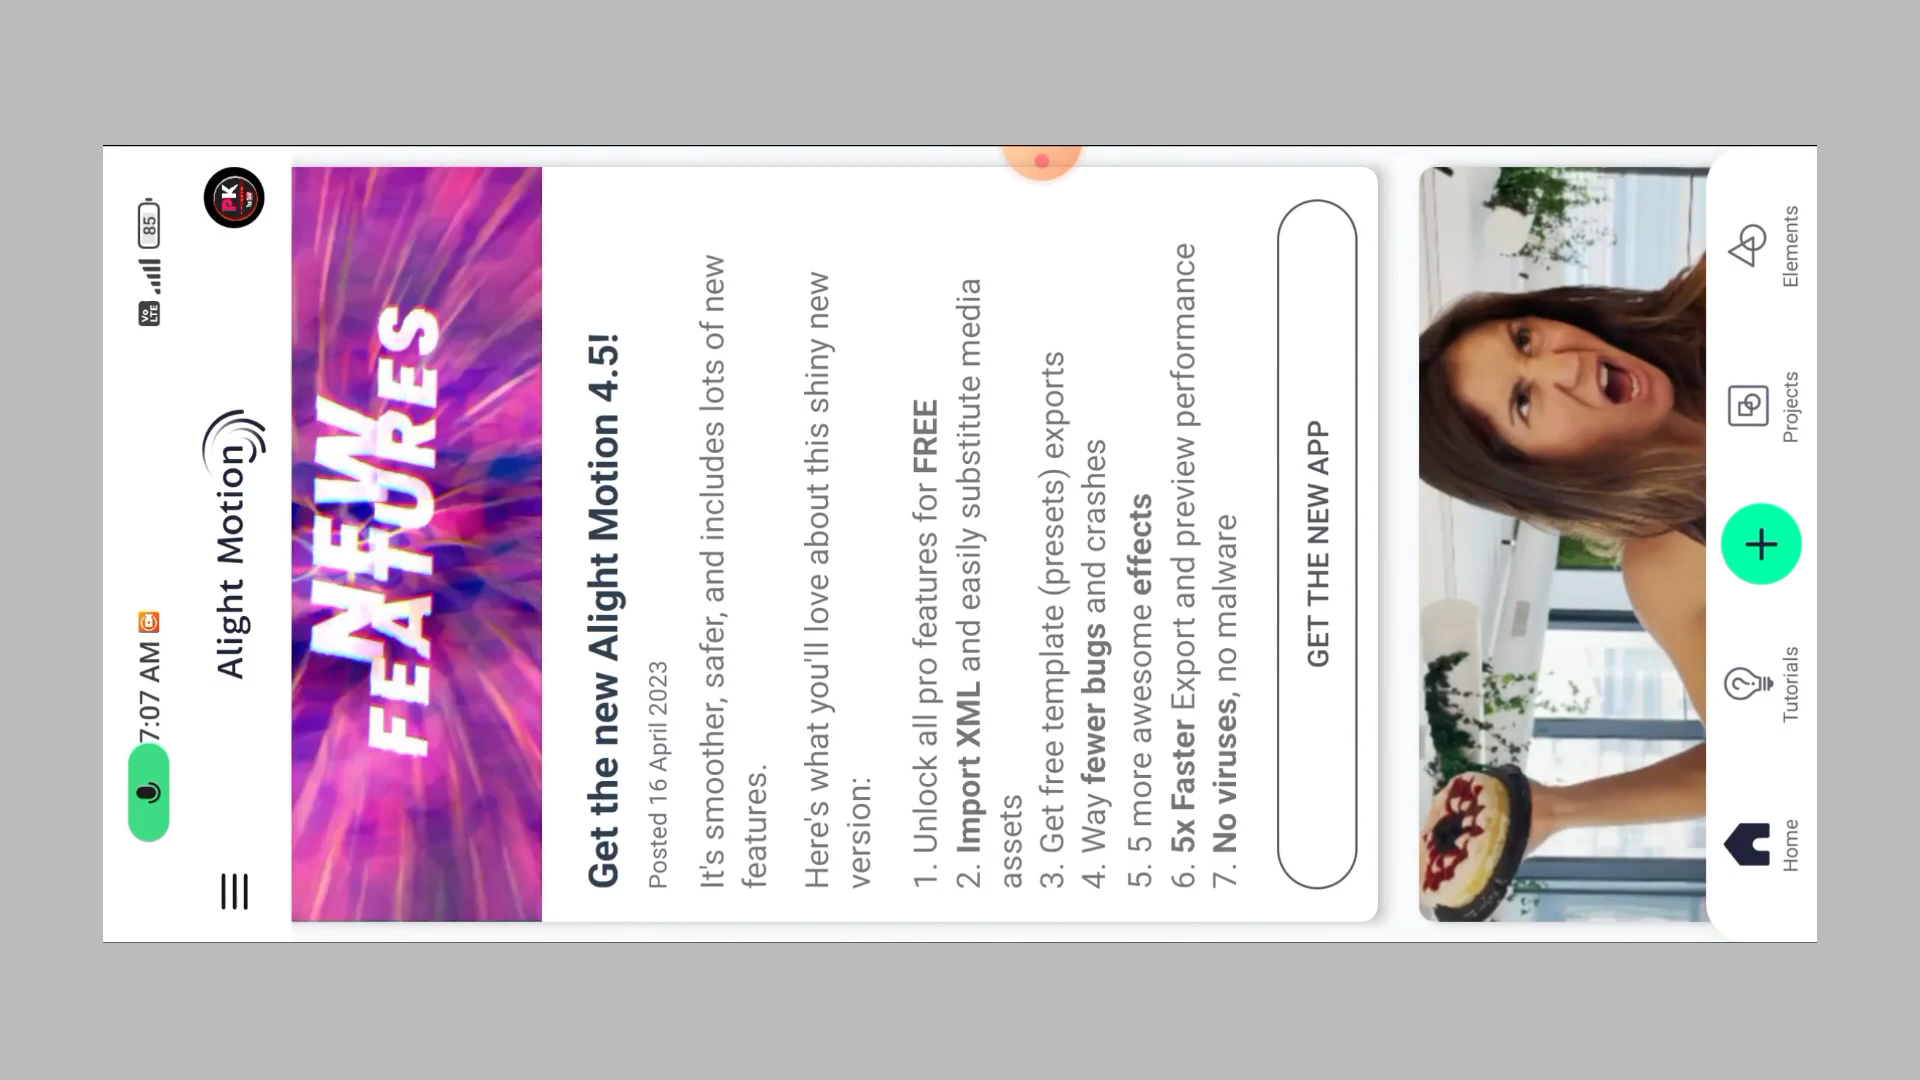 7:07 AM
Vo LTE
85
Alight Motion
PK
NEW
FEATURES
Get the new Alight Motion 4.5!
Posted 16 April 2023
It's smoother, safer, and includes lots of new
features.
Here's what you'll love about this shiny new
version:
1. Unlock all pro features for FREE
2. Import XML and easily substitute media
assets
3. Get free template (presets) exports
4. Way fewer bugs and crashes
5. 5 more awesome effects
6. 5x Faster Export and preview performance
7. No viruses, no malware
GET THE NEW APP
Home
Tutorials
Projects
Elements